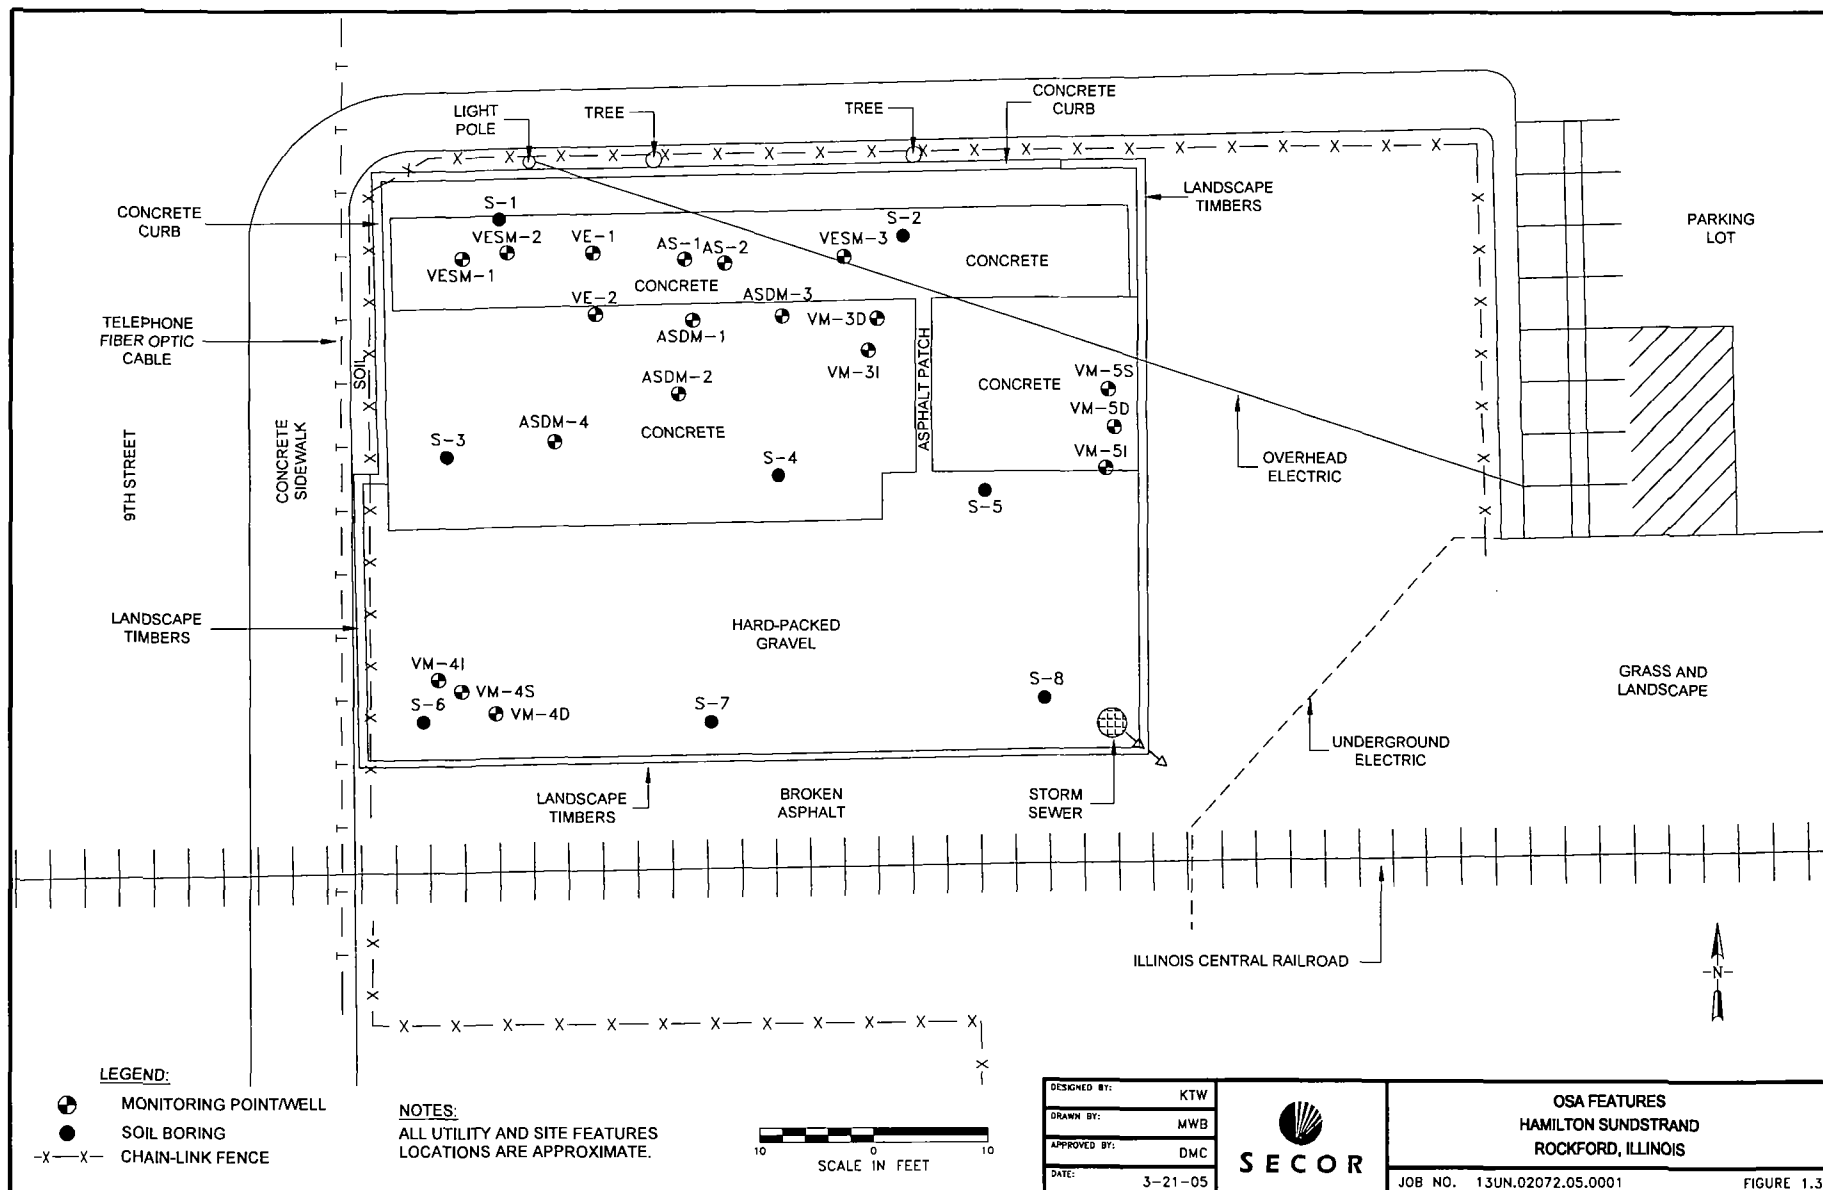 LIGHT
POLE
TREE
TREE
CONCRETE
CURB
CONCRETE
CURB
LANDSCAPE
TIMBERS
PARKING
LOT
S-1
S-2
VESM-2
VE-1
AS-1
AS-2
VESM-3
VESM-1
CONCRETE
CONCRETE
VE-2
ASDM-3
VM-3D
ASDM-1
VM-3I
TELEPHONE
FIBER OPTIC
CABLE
SOIL
ASPHALT PATCH
ASDM-2
CONCRETE
VM-5S
VM-5D
VM-5I
ASDM-4
CONCRETE
S-3
S-4
S-5
OVERHEAD
ELECTRIC
9TH STREET
CONCRETE
SIDEWALK
LANDSCAPE
TIMBERS
HARD-PACKED
GRAVEL
VM-4I
VM-4S
VM-4D
S-6
S-7
S-8
GRASS AND
LANDSCAPE
UNDERGROUND
ELECTRIC
LANDSCAPE
TIMBERS
BROKEN
ASPHALT
STORM
SEWER
ILLINOIS CENTRAL RAILROAD
N
LEGEND:
MONITORING POINT/WELL
SOIL BORING
-X-—X- CHAIN-LINK FENCE
NOTES:
ALL UTILITY AND SITE FEATURES
LOCATIONS ARE APPROXIMATE.
10 0 10
SCALE IN FEET
DESIGNED BY: KTW
DRAWN BY: MWB
APPROVED BY: DMC
DATE: 3-21-05
SECOR
OSA FEATURES
HAMILTON SUNDSTRAND
ROCKFORD, ILLINOIS
JOB NO. 13UN.02072.05.0001 FIGURE 1.3